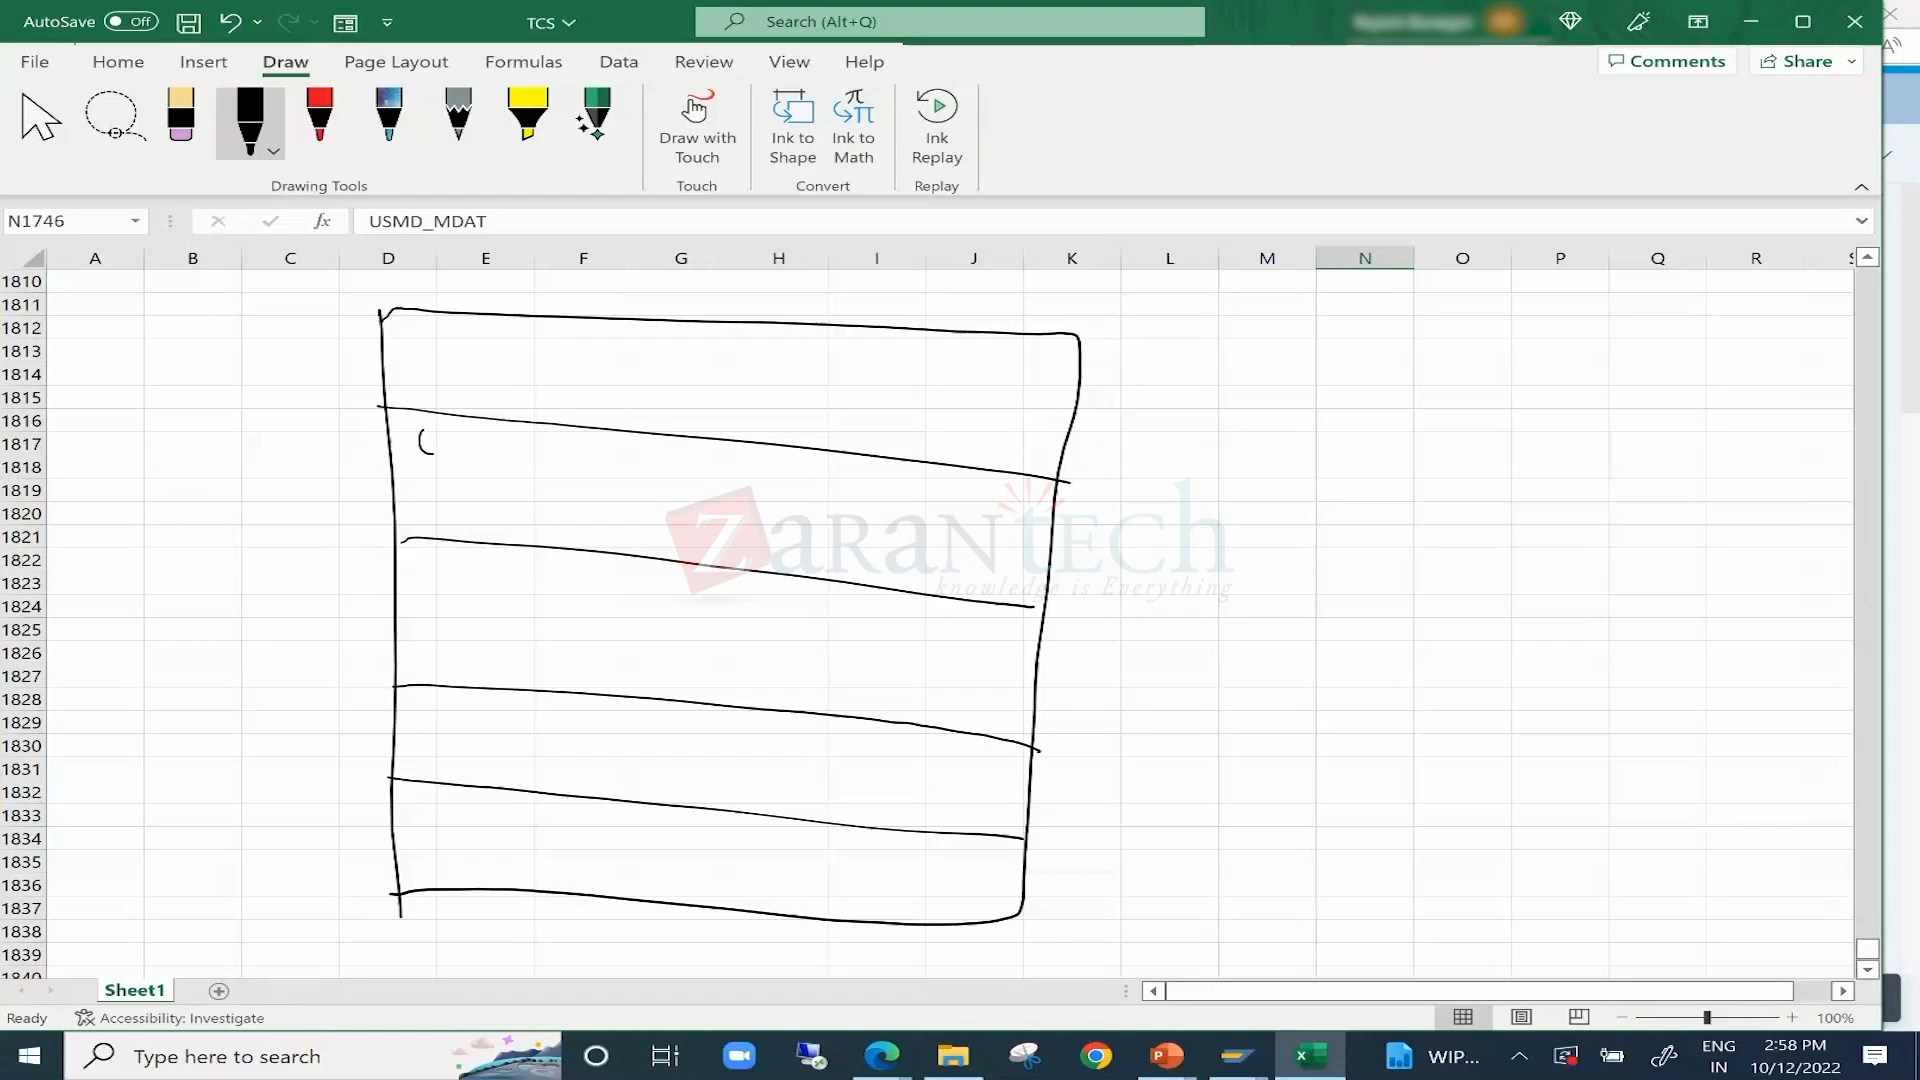 AutoSave Off TCS Search (Alt+Q)
File Home Insert Draw Page Layout Formulas Data Review View Help Comments Share
Draw with Touch
Ink to Shape
Ink to Math
Ink Replay
Drawing Tools Touch Convert Replay
N1746 fx USMD_MDAT
A B C D E F G H I J K L M N O P Q R
1810
1811
1812
1813
1814
1815
1816
1817
1818
1819
1820
1821
1822
1823
1824
1825
1826
1827
1828
1829
1830
1831
1832
1833
1834
1835
1836
1837
1838
1839
1840
(
ZaranTech
knowledge is Everything
Sheet1
Ready Accessibility: Investigate 100%
Type here to search WIP... ENG IN 2:58 PM 10/12/2022